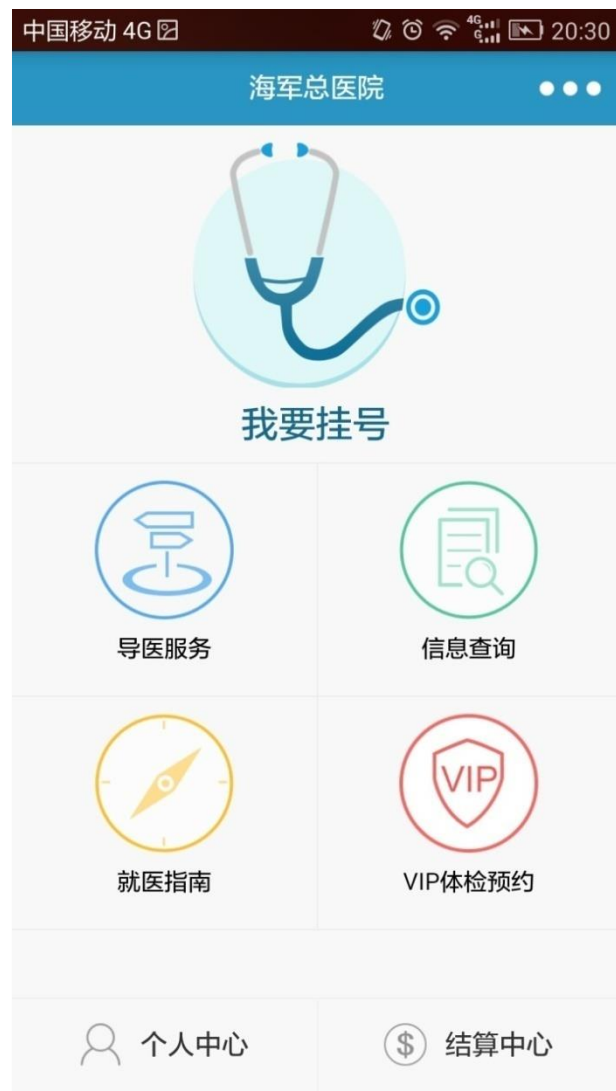 中国移动 4G 4G G 20:30
海军总医院
我要挂号
导医服务 信息查询
VIP
就医指南 VIP体检预约
个人中心 $ 结算中心